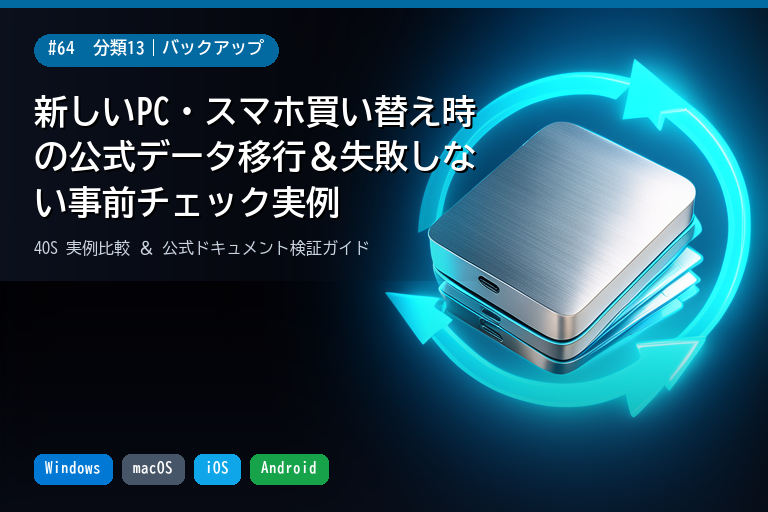 #64 分類13｜バックアップ
新しいPC・スマホ買い替え時
の公式データ移行＆失敗しな
い事前チェック実例
4OS 実例比較 ＆ 公式ドキュメント検証ガイド
Windows macOS iOS Android